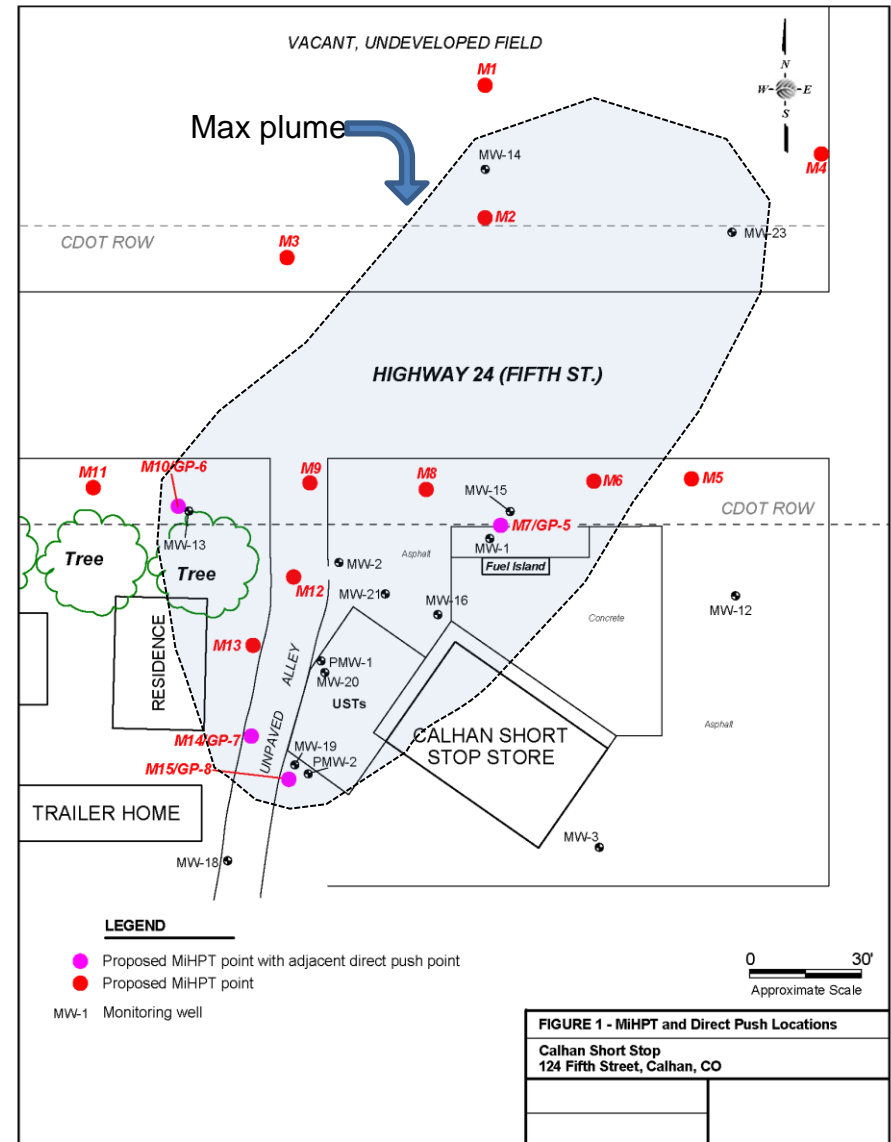 VACANT, UNDEVELOPED FIELD
M1
N
W
E
S
Max plume
MW-14
M4
M2
CDOT ROW
M3
MW-23
HIGHWAY 24 (FIFTH ST.)
M10/GP-6
M11
M9
M8
M6
M5
MW-15
CDOT ROW
M7/GP-5
MW-13
MW-1
Asphalt
Fuel Island
Tree
Tree
MW-2
M12
MW-21
MW-16
MW-12
Concrete
RESIDENCE
M13
UNPAVED ALLEY
PMW-1
MW-20
USTs
Asphalt
M14/GP-7
CALHAN SHORT
STOP STORE
MW-19
M15/GP-8
PMW-2
TRAILER HOME
MW-3
MW-18
LEGEND
Proposed MiHPT point with adjacent direct push point
Proposed MiHPT point
MW-1 Monitoring well
0 30'
Approximate Scale
FIGURE 1 - MiHPT and Direct Push Locations
Calhan Short Stop
124 Fifth Street, Calhan, CO